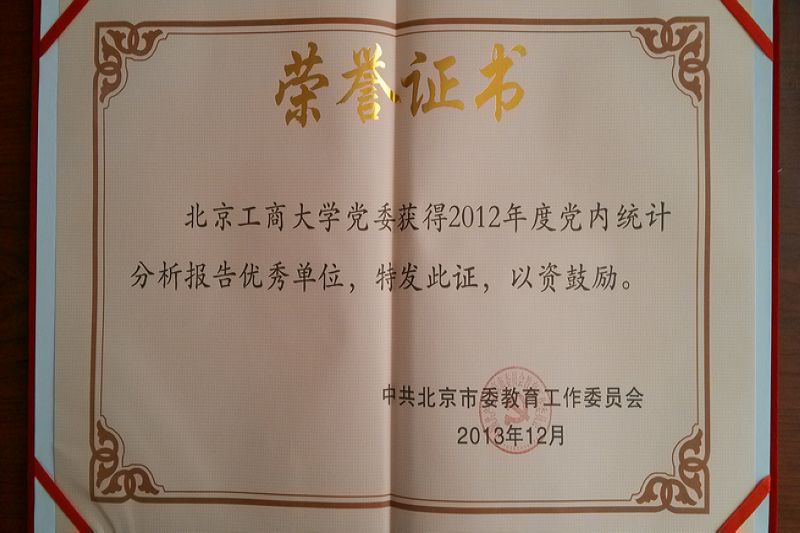 荣誉证书
北京工商大学党委获得2012年度党内统计
分析报告优秀单位，特发此证，以资鼓励。
中共北京市委教育工作委员会
2013年12月